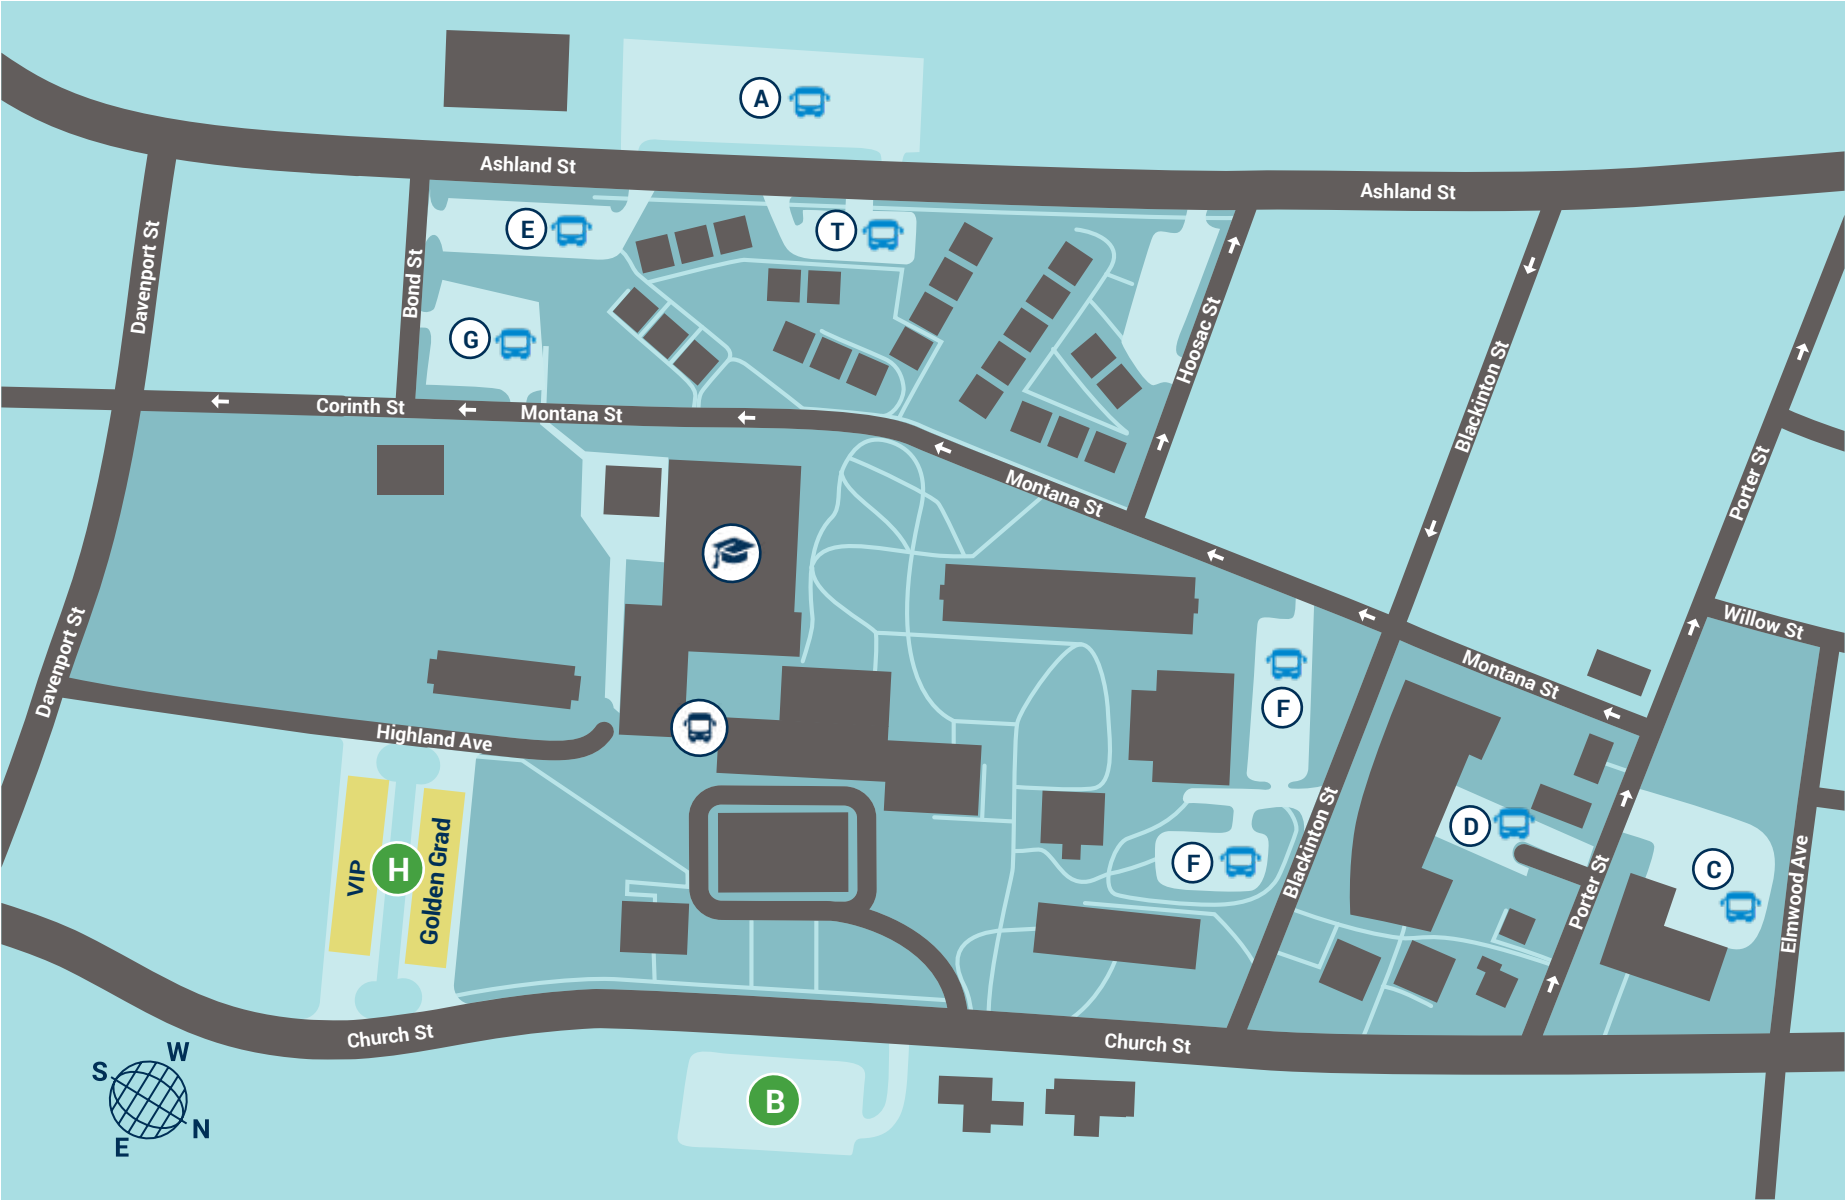 A
Ashland St
Ashland St
E
T
Davenport St
Bond St
G
Hoosac St
Blackinton St
Corinth St
Montana St
Montana St
Porter St
Willow St
Davenport St
Montana St
F
Highland Ave
D
VIP
H
Golden Grad
F
Blackinton St
Porter St
C
Elmwood Ave
Church St
Church St
W
S
N
E
B